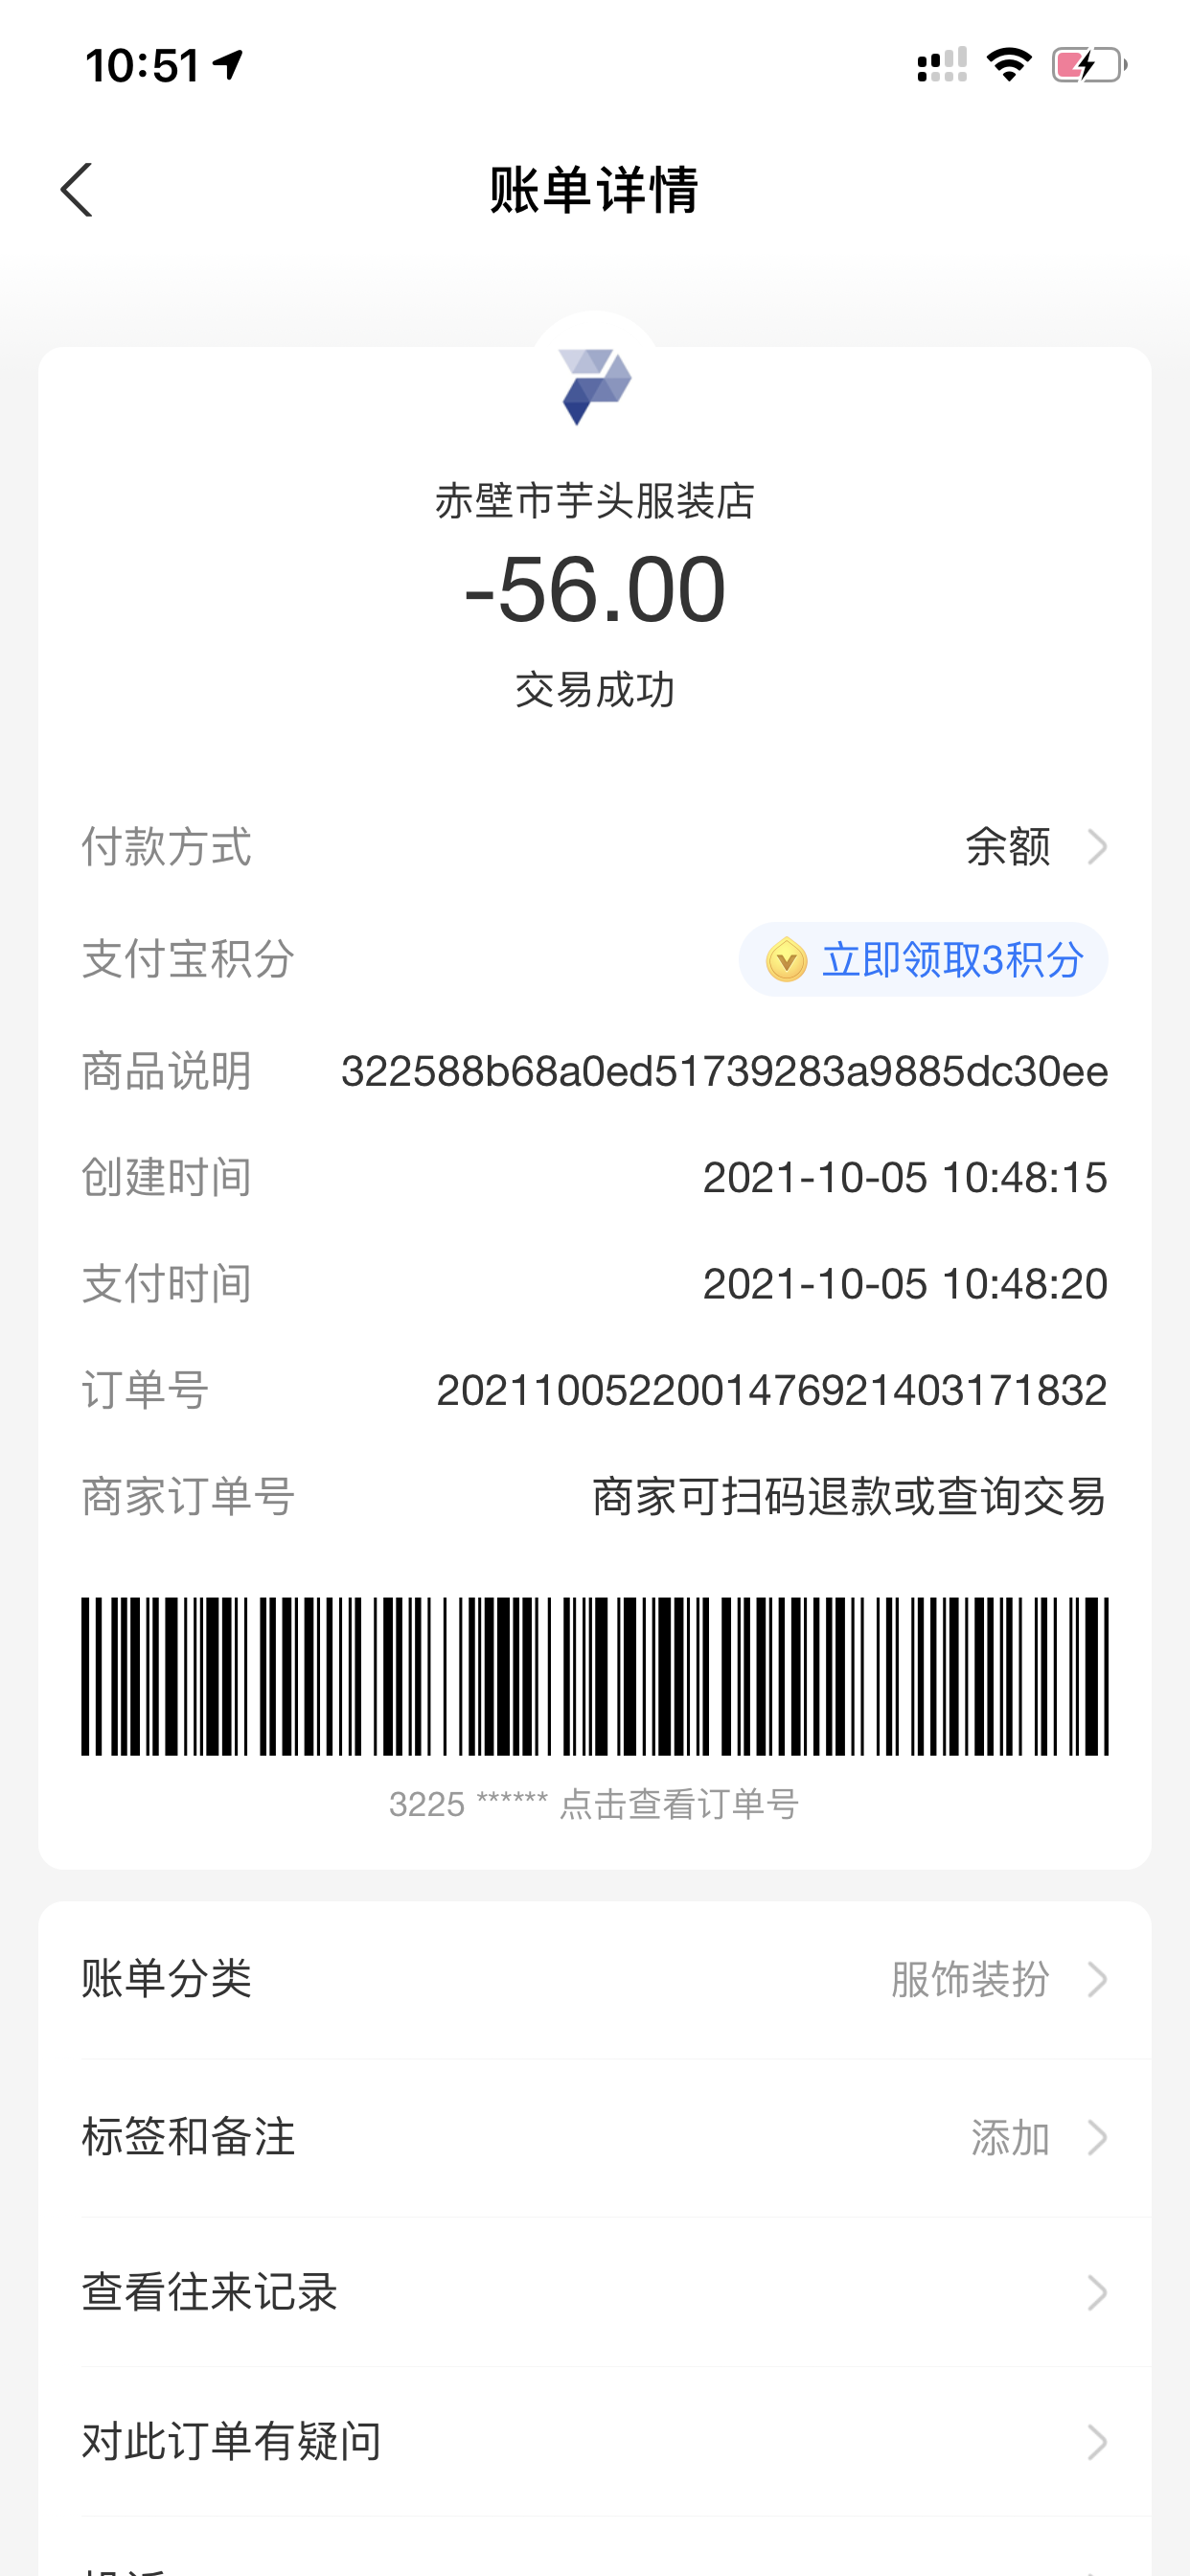 10:51
账单详情
赤壁市芋头服装店
-56.00
交易成功
付款方式 余额
支付宝积分 立即领取3积分
商品说明 322588b68a0ed51739283a9885dc30ee
创建时间 2021-10-05 10:48:15
支付时间 2021-10-05 10:48:20
订单号 2021100522001476921403171832
商家订单号 商家可扫码退款或查询交易
3225 ****** 点击查看订单号
账单分类 服饰装扮
标签和备注 添加
查看往来记录
对此订单有疑问